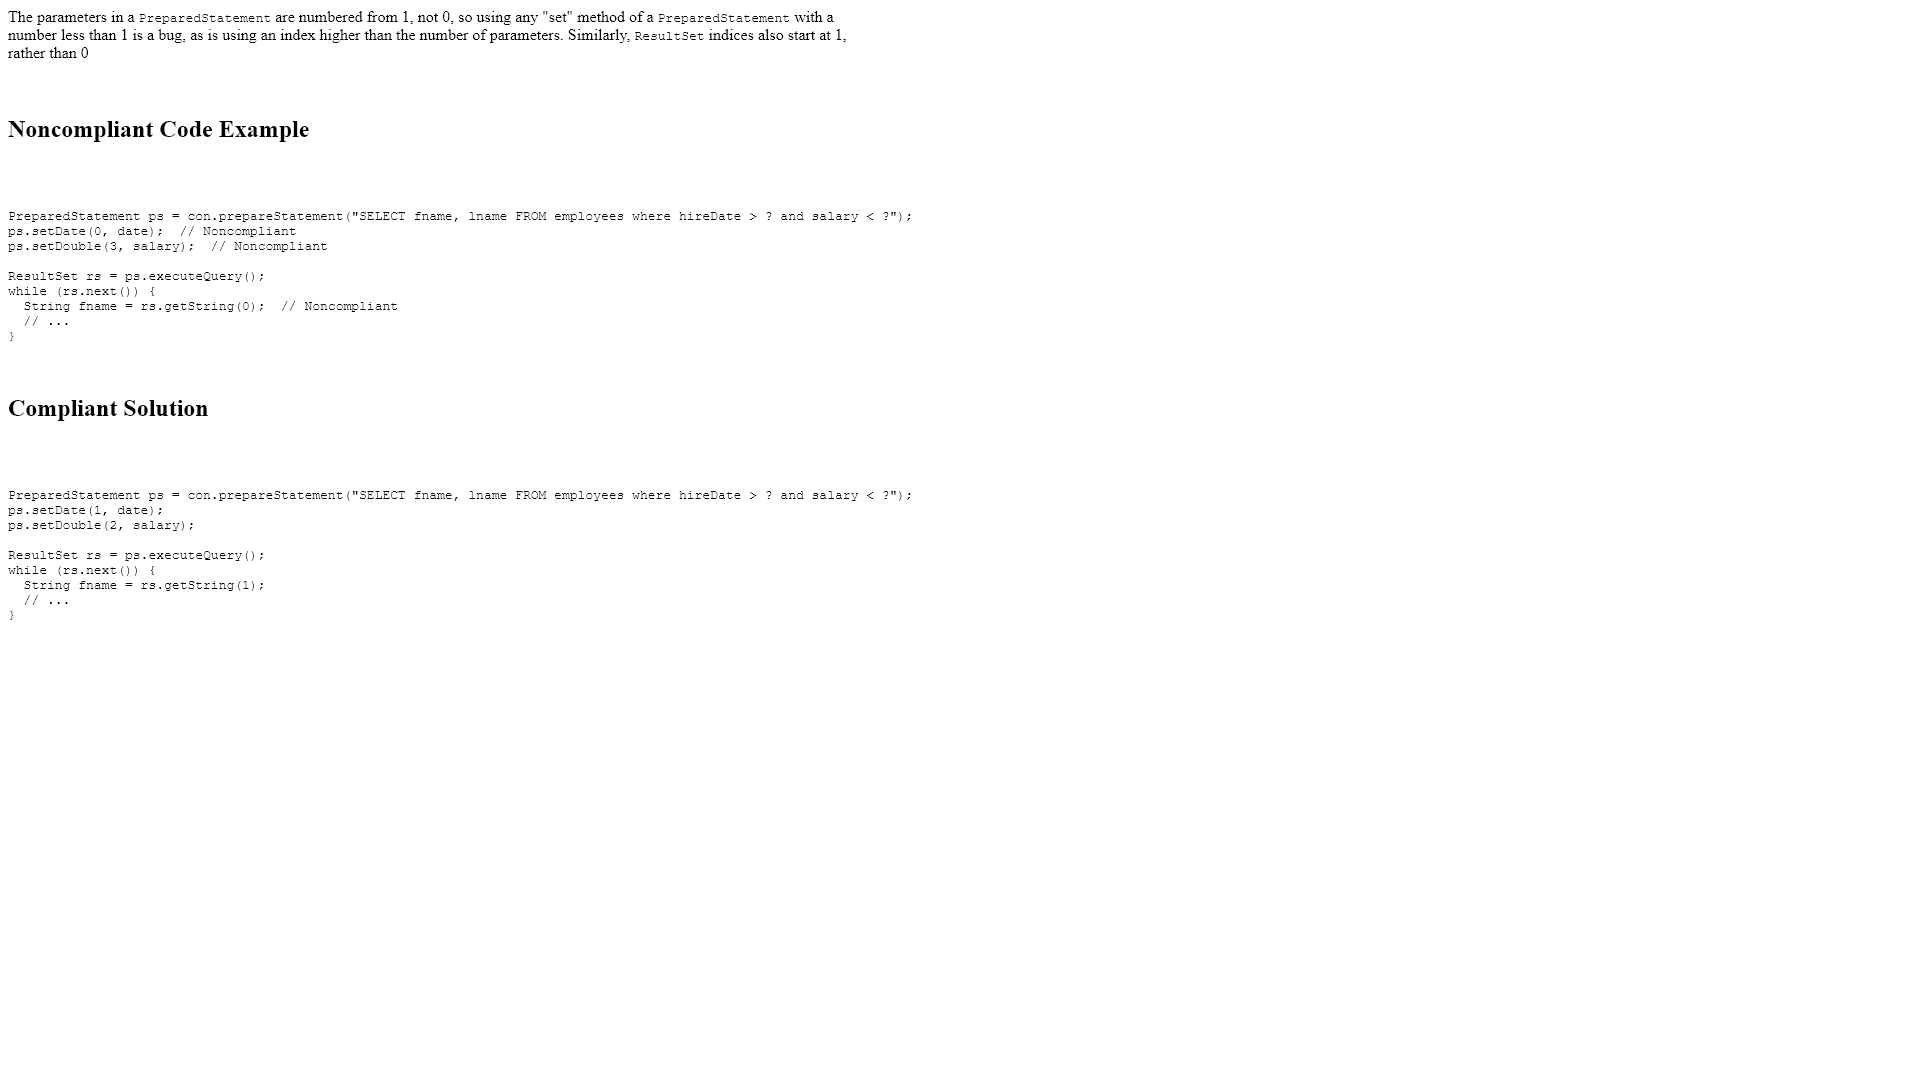 The parameters in a PreparedStatement are numbered from 1, not 0, so using any "set" method of a PreparedStatement with a
number less than 1 is a bug, as is using an index higher than the number of parameters. Similarly, ResultSet indices also start at 1,
rather than 0
Noncompliant Code Example
PreparedStatement ps = con.prepareStatement("SELECT fname, lname FROM employees where hireDate > ? and salary < ?");
ps.setDate(0, date);  // Noncompliant
ps.setDouble(3, salary);  // Noncompliant
ResultSet rs = ps.executeQuery();
while (rs.next()) {
  String fname = rs.getString(0);  // Noncompliant
  // ...
}
Compliant Solution
PreparedStatement ps = con.prepareStatement("SELECT fname, lname FROM employees where hireDate > ? and salary < ?");
ps.setDate(1, date);
ps.setDouble(2, salary);
ResultSet rs = ps.executeQuery();
while (rs.next()) {
  String fname = rs.getString(1);
  // ...
}